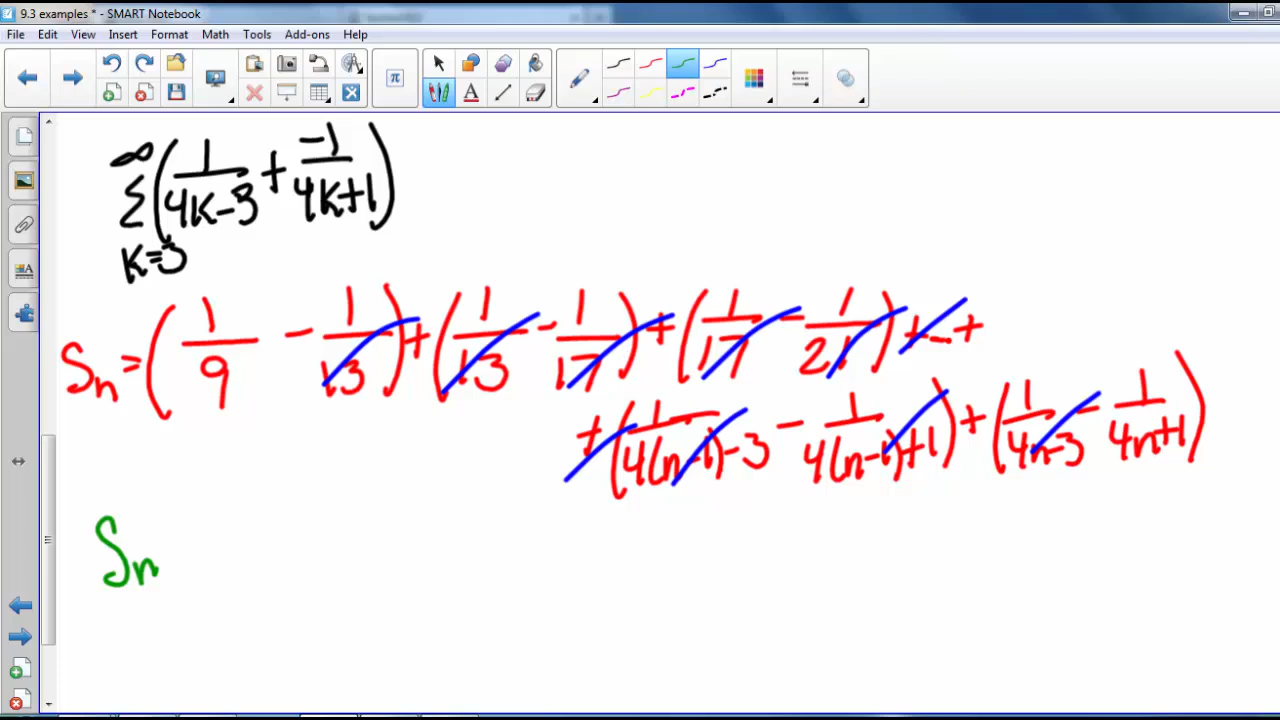 9.3 examples * - SMART Notebook
File Edit View Insert Format Math Tools Add-ons Help
π
A
∞
Σ ( 1/(4K-3) + -1/(4K+1) )
K=3
Sn = ( 1/9 - 1/13 ) + ( 1/13 - 1/17 ) + ( 1/17 - 1/21 ) + ... +
+ ( 1/(4(n-1)-3) - 1/(4(n-1)+1) ) + ( 1/(4n-3) - 1/(4n+1) )
Sn